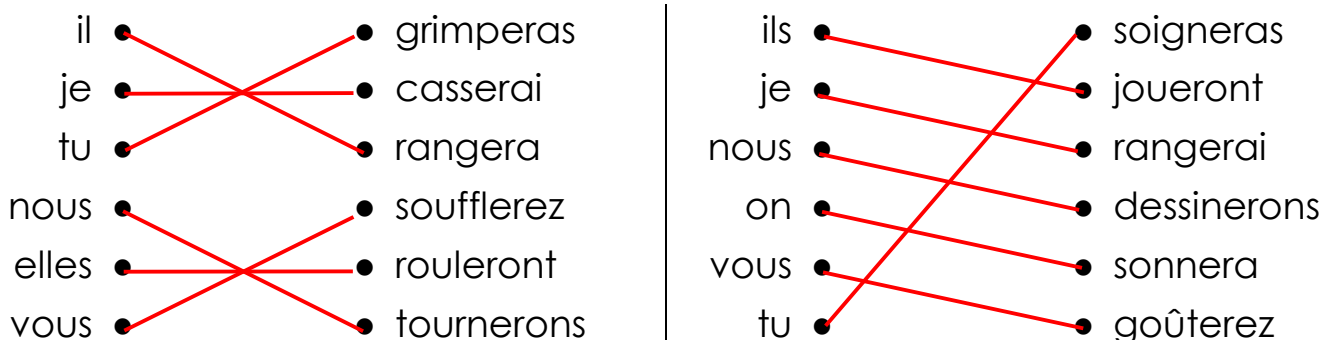 il grimperas
je casserai
tu rangera
nous soufflerez
elles rouleront
vous tournerons
ils soigneras
je joueront
nous rangerai
on dessinerons
vous sonnera
tu goûterez